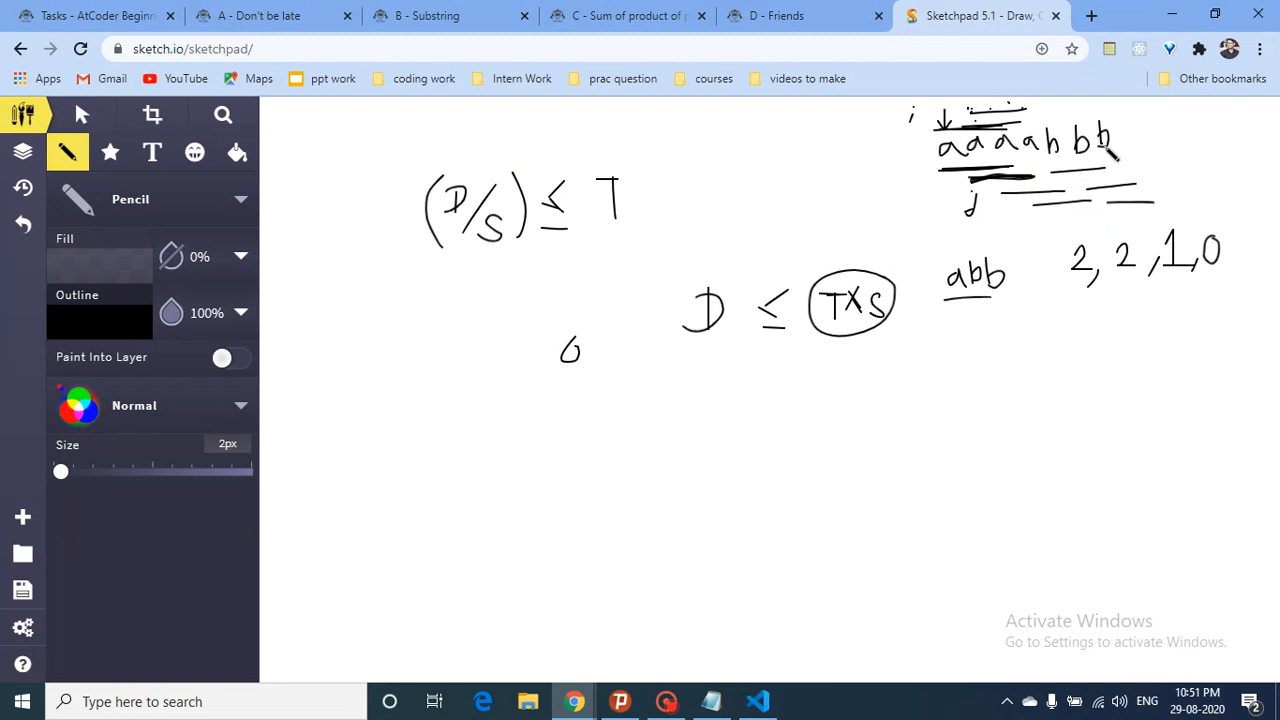 Tasks - AtCoder Beginn
A - Don't be late
B - Substring
C - Sum of product of p
D - Friends
Sketchpad 5.1 - Draw, C
sketch.io/sketchpad/
Apps
Gmail
YouTube
Maps
ppt work
coding work
Intern Work
prac question
courses
videos to make
Other bookmarks
Pencil
Fill
0%
Outline
100%
Paint Into Layer
Normal
Size
2px
i
a a a a b b b
j
(D/S) ≤ T
abb 2, 2, 1, 0
D ≤ T×S
0
Activate Windows
Go to Settings to activate Windows.
Type here to search
ENG
10:51 PM
29-08-2020
2